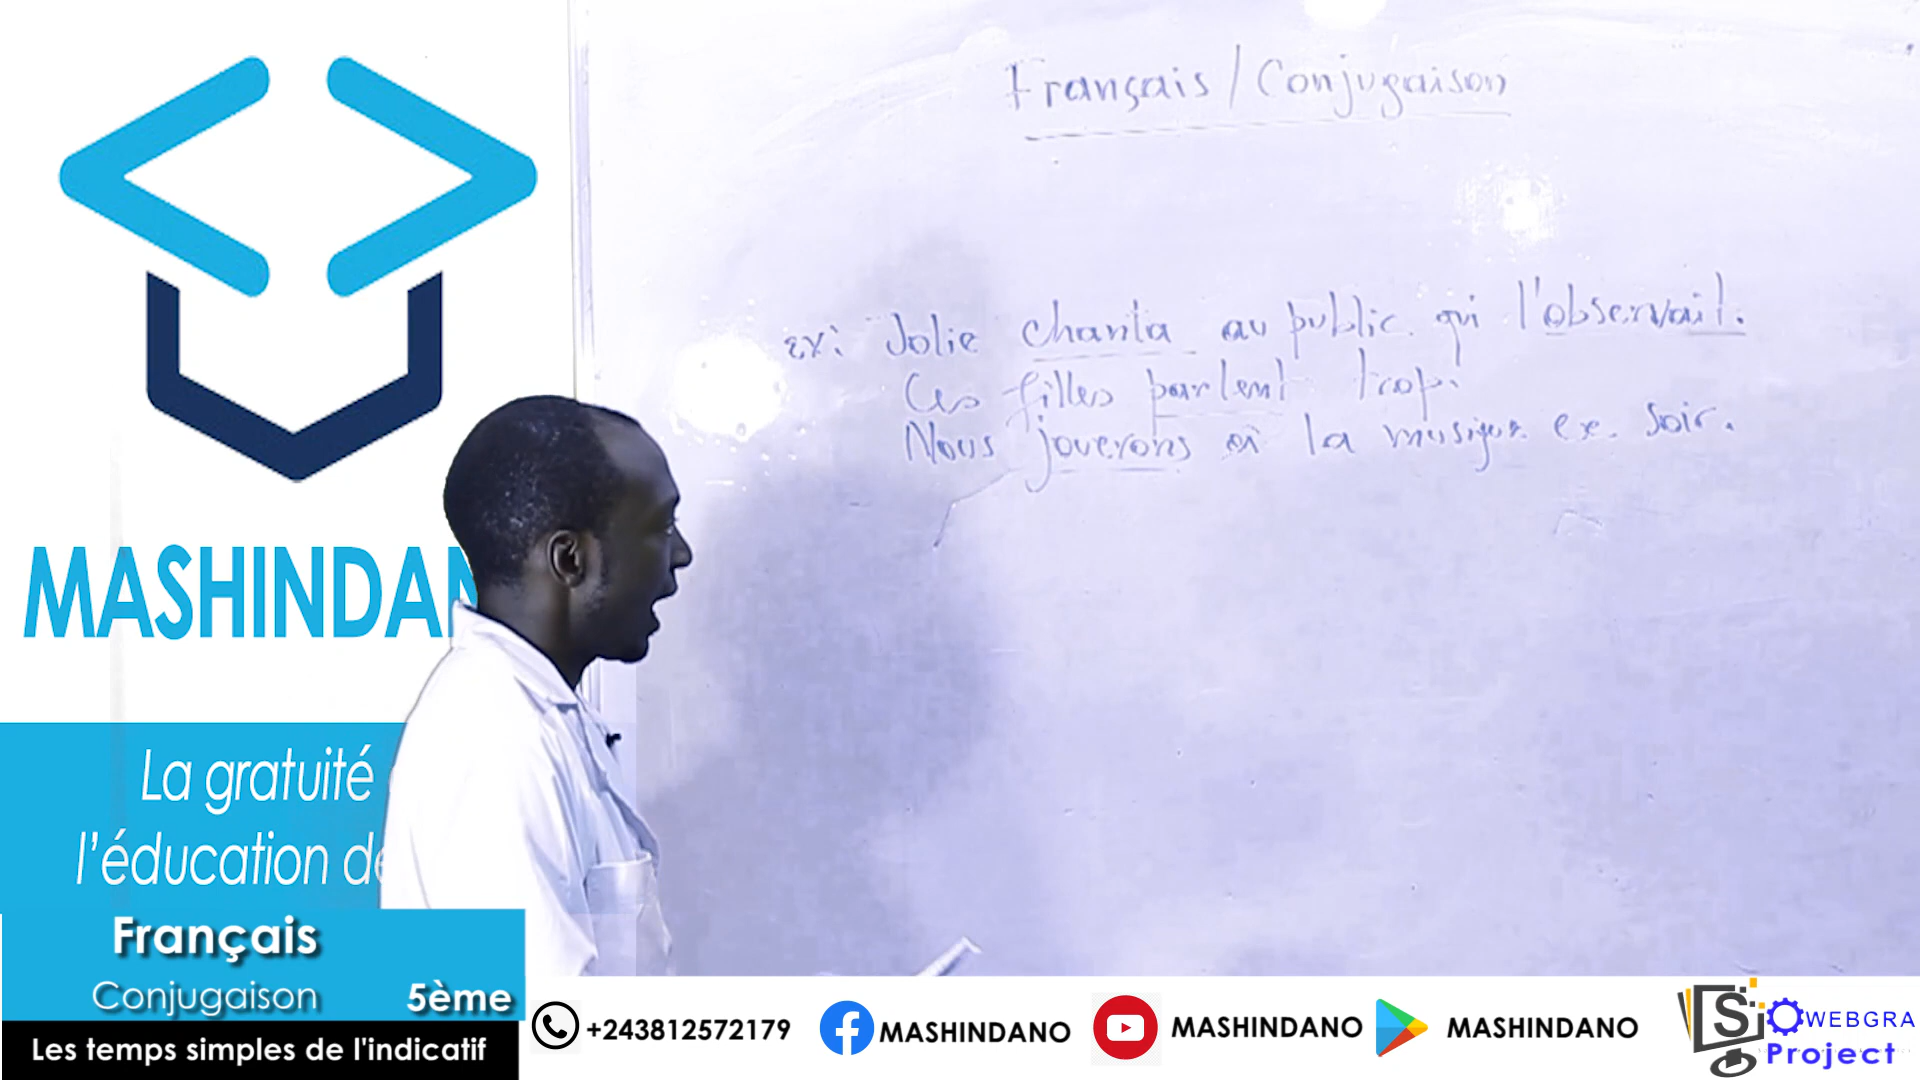 Français / Conjugaison
ex: Jolie chanta au public qui l'observait.
Ces filles parlent trop.
Nous jouerons à la musique ce soir.
MASHINDAN
La gratuité
l'éducation de
Français
Conjugaison
5ème
Les temps simples de l'indicatif
+243812572179
MASHINDANO
MASHINDANO
MASHINDANO
WEBGRA
Project